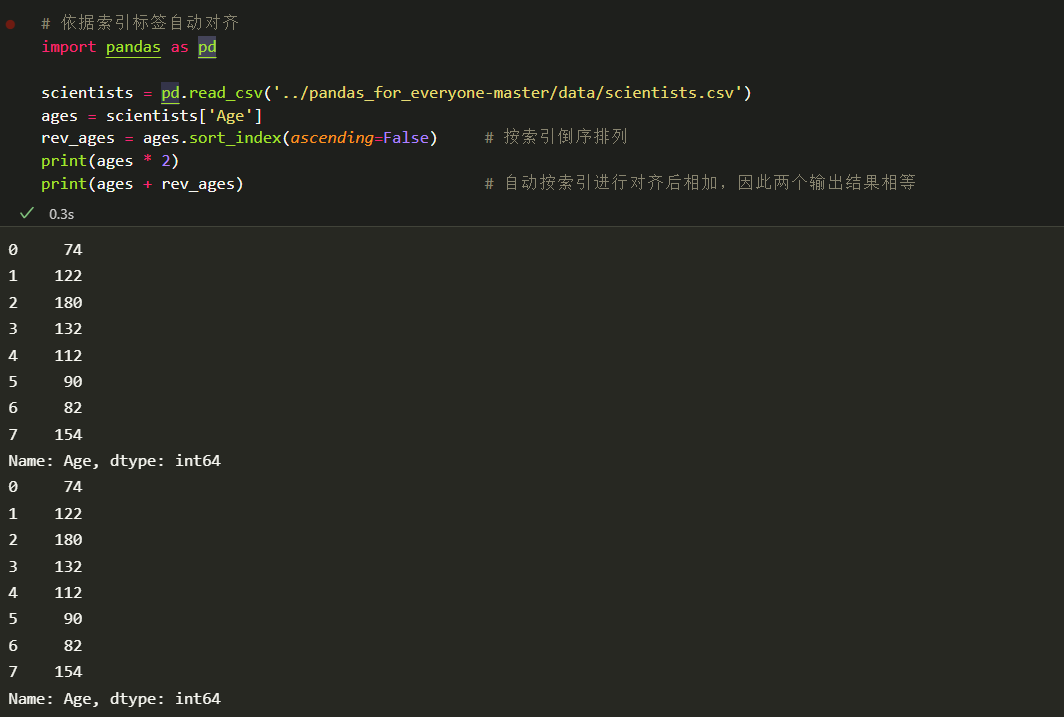 # 依据索引标签自动对齐
import pandas as pd
scientists = pd.read_csv('../pandas_for_everyone-master/data/scientists.csv')
ages = scientists['Age']
rev_ages = ages.sort_index(ascending=False)     # 按索引倒序排列
print(ages * 2)
print(ages + rev_ages)                          # 自动按索引进行对齐后相加，因此两个输出结果相等
0.3s
0     74
1    122
2    180
3    132
4    112
5     90
6     82
7    154
Name: Age, dtype: int64
0     74
1    122
2    180
3    132
4    112
5     90
6     82
7    154
Name: Age, dtype: int64